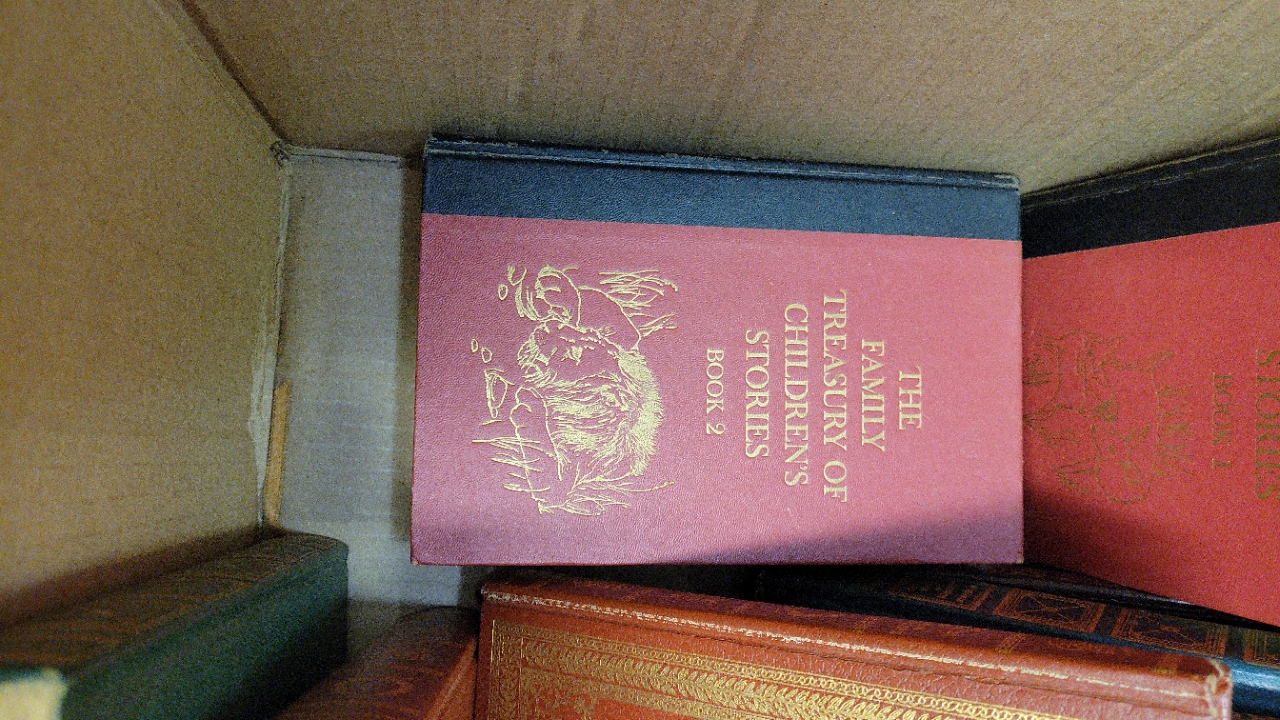 THE
FAMILY
TREASURY OF
CHILDREN'S
STORIES
BOOK 2
STORIES
BOOK 1